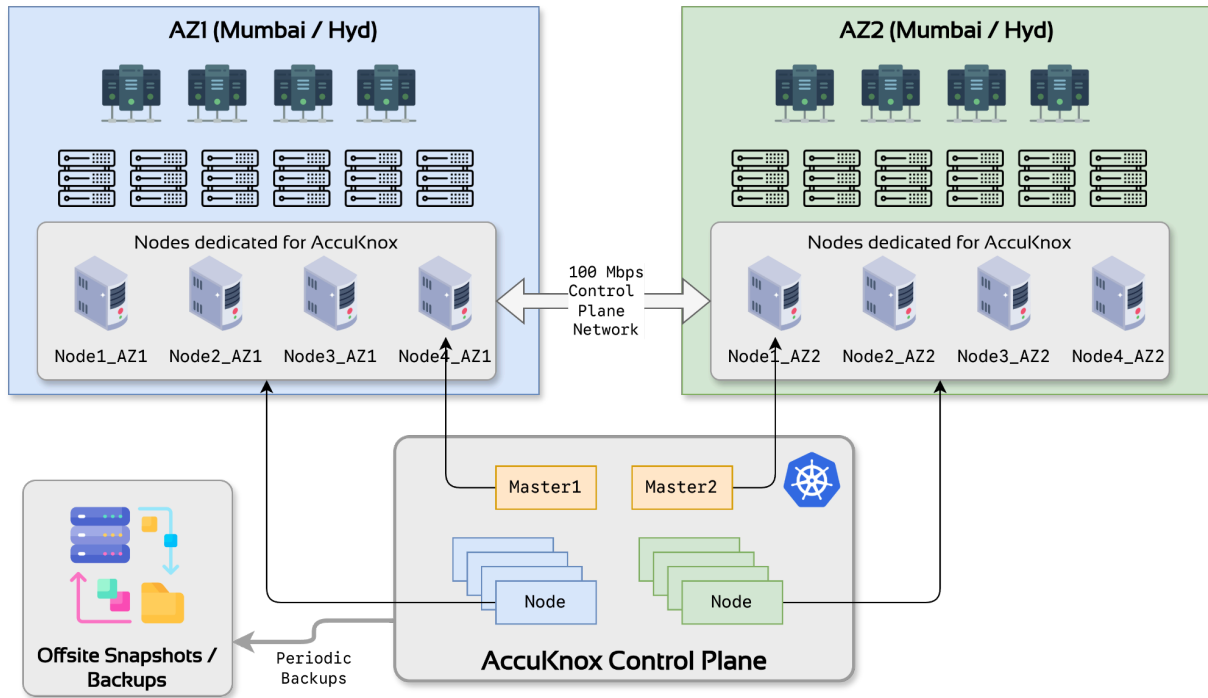 AZ1 (Mumbai / Hyd)
AZ2 (Mumbai / Hyd)
Nodes dedicated for AccuKnox
Node1_AZ1
Node2_AZ1
Node3_AZ1
Node4_AZ1
100 Mbps
Control
Plane
Network
Nodes dedicated for AccuKnox
Node1_AZ2
Node2_AZ2
Node3_AZ2
Node4_AZ2
Master1
Master2
Node
Node
AccuKnox Control Plane
Periodic
Backups
Offsite Snapshots /
Backups